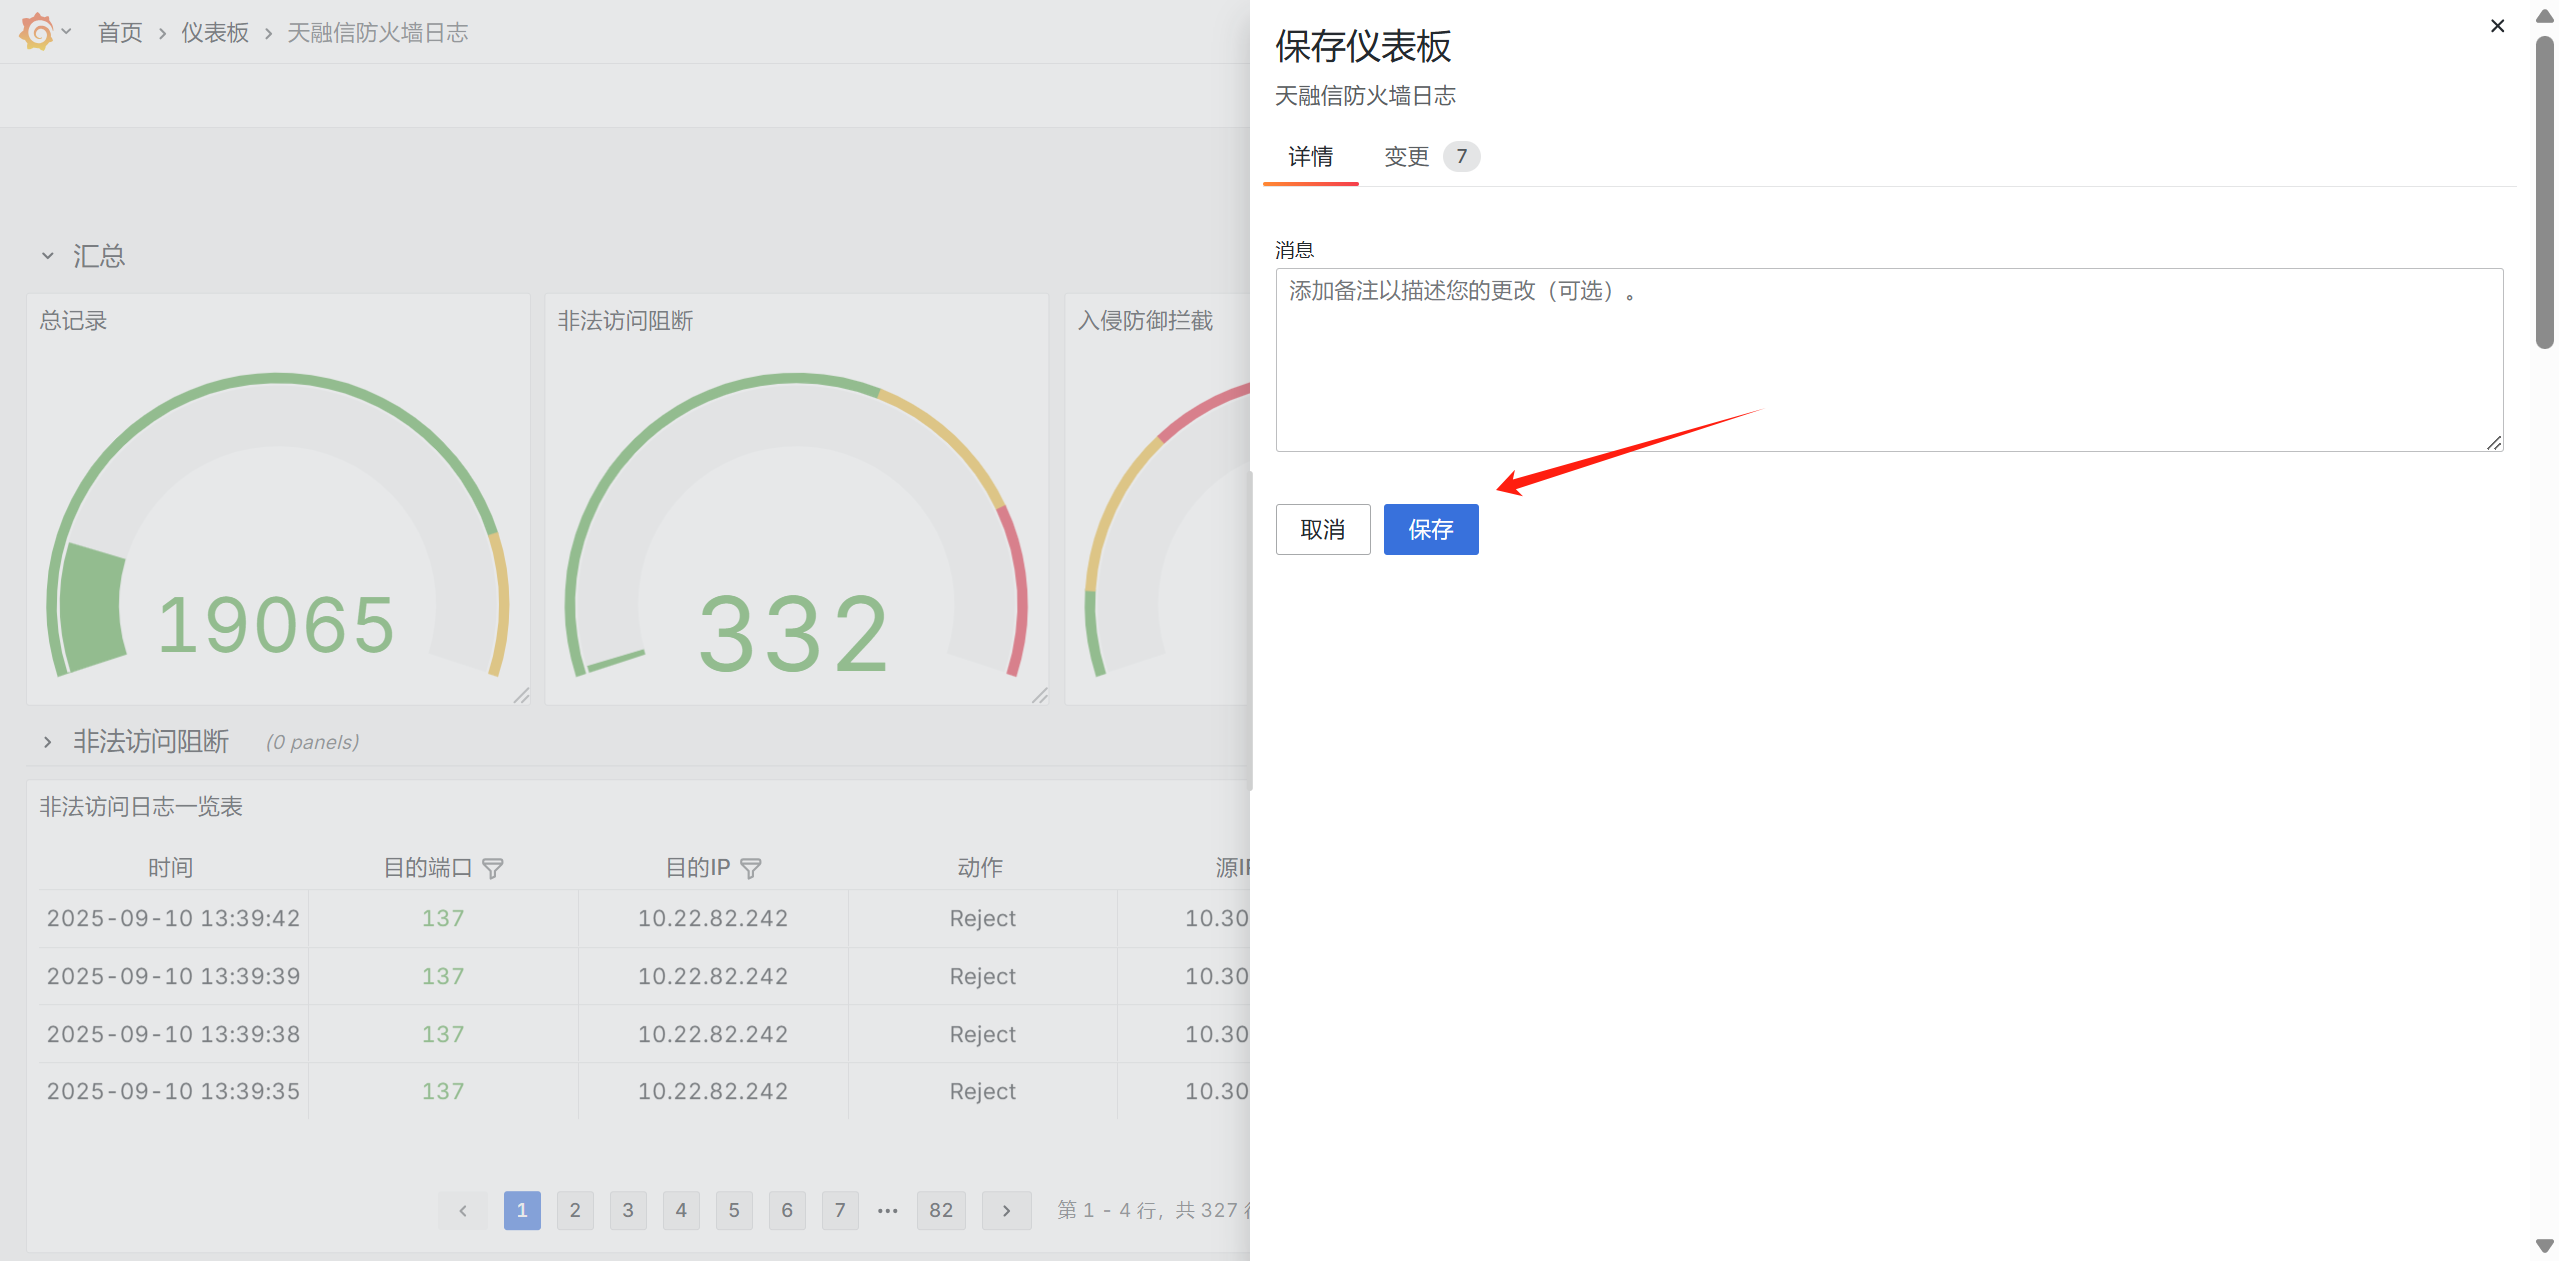 首页 › 仪表板 › 天融信防火墙日志
汇总
总记录
19065
非法访问阻断
332
入侵防御拦截
非法访问阻断 (0 panels)
非法访问日志一览表
时间 目的端口 目的IP 动作 源IP
2025-09-10 13:39:42 137 10.22.82.242 Reject 10.30
2025-09-10 13:39:39 137 10.22.82.242 Reject 10.30
2025-09-10 13:39:38 137 10.22.82.242 Reject 10.30
2025-09-10 13:39:35 137 10.22.82.242 Reject 10.30
1 2 3 4 5 6 7 ••• 82 第 1 - 4 行，共 327
保存仪表板
天融信防火墙日志
详情 变更 7
消息
添加备注以描述您的更改（可选）。
取消 保存